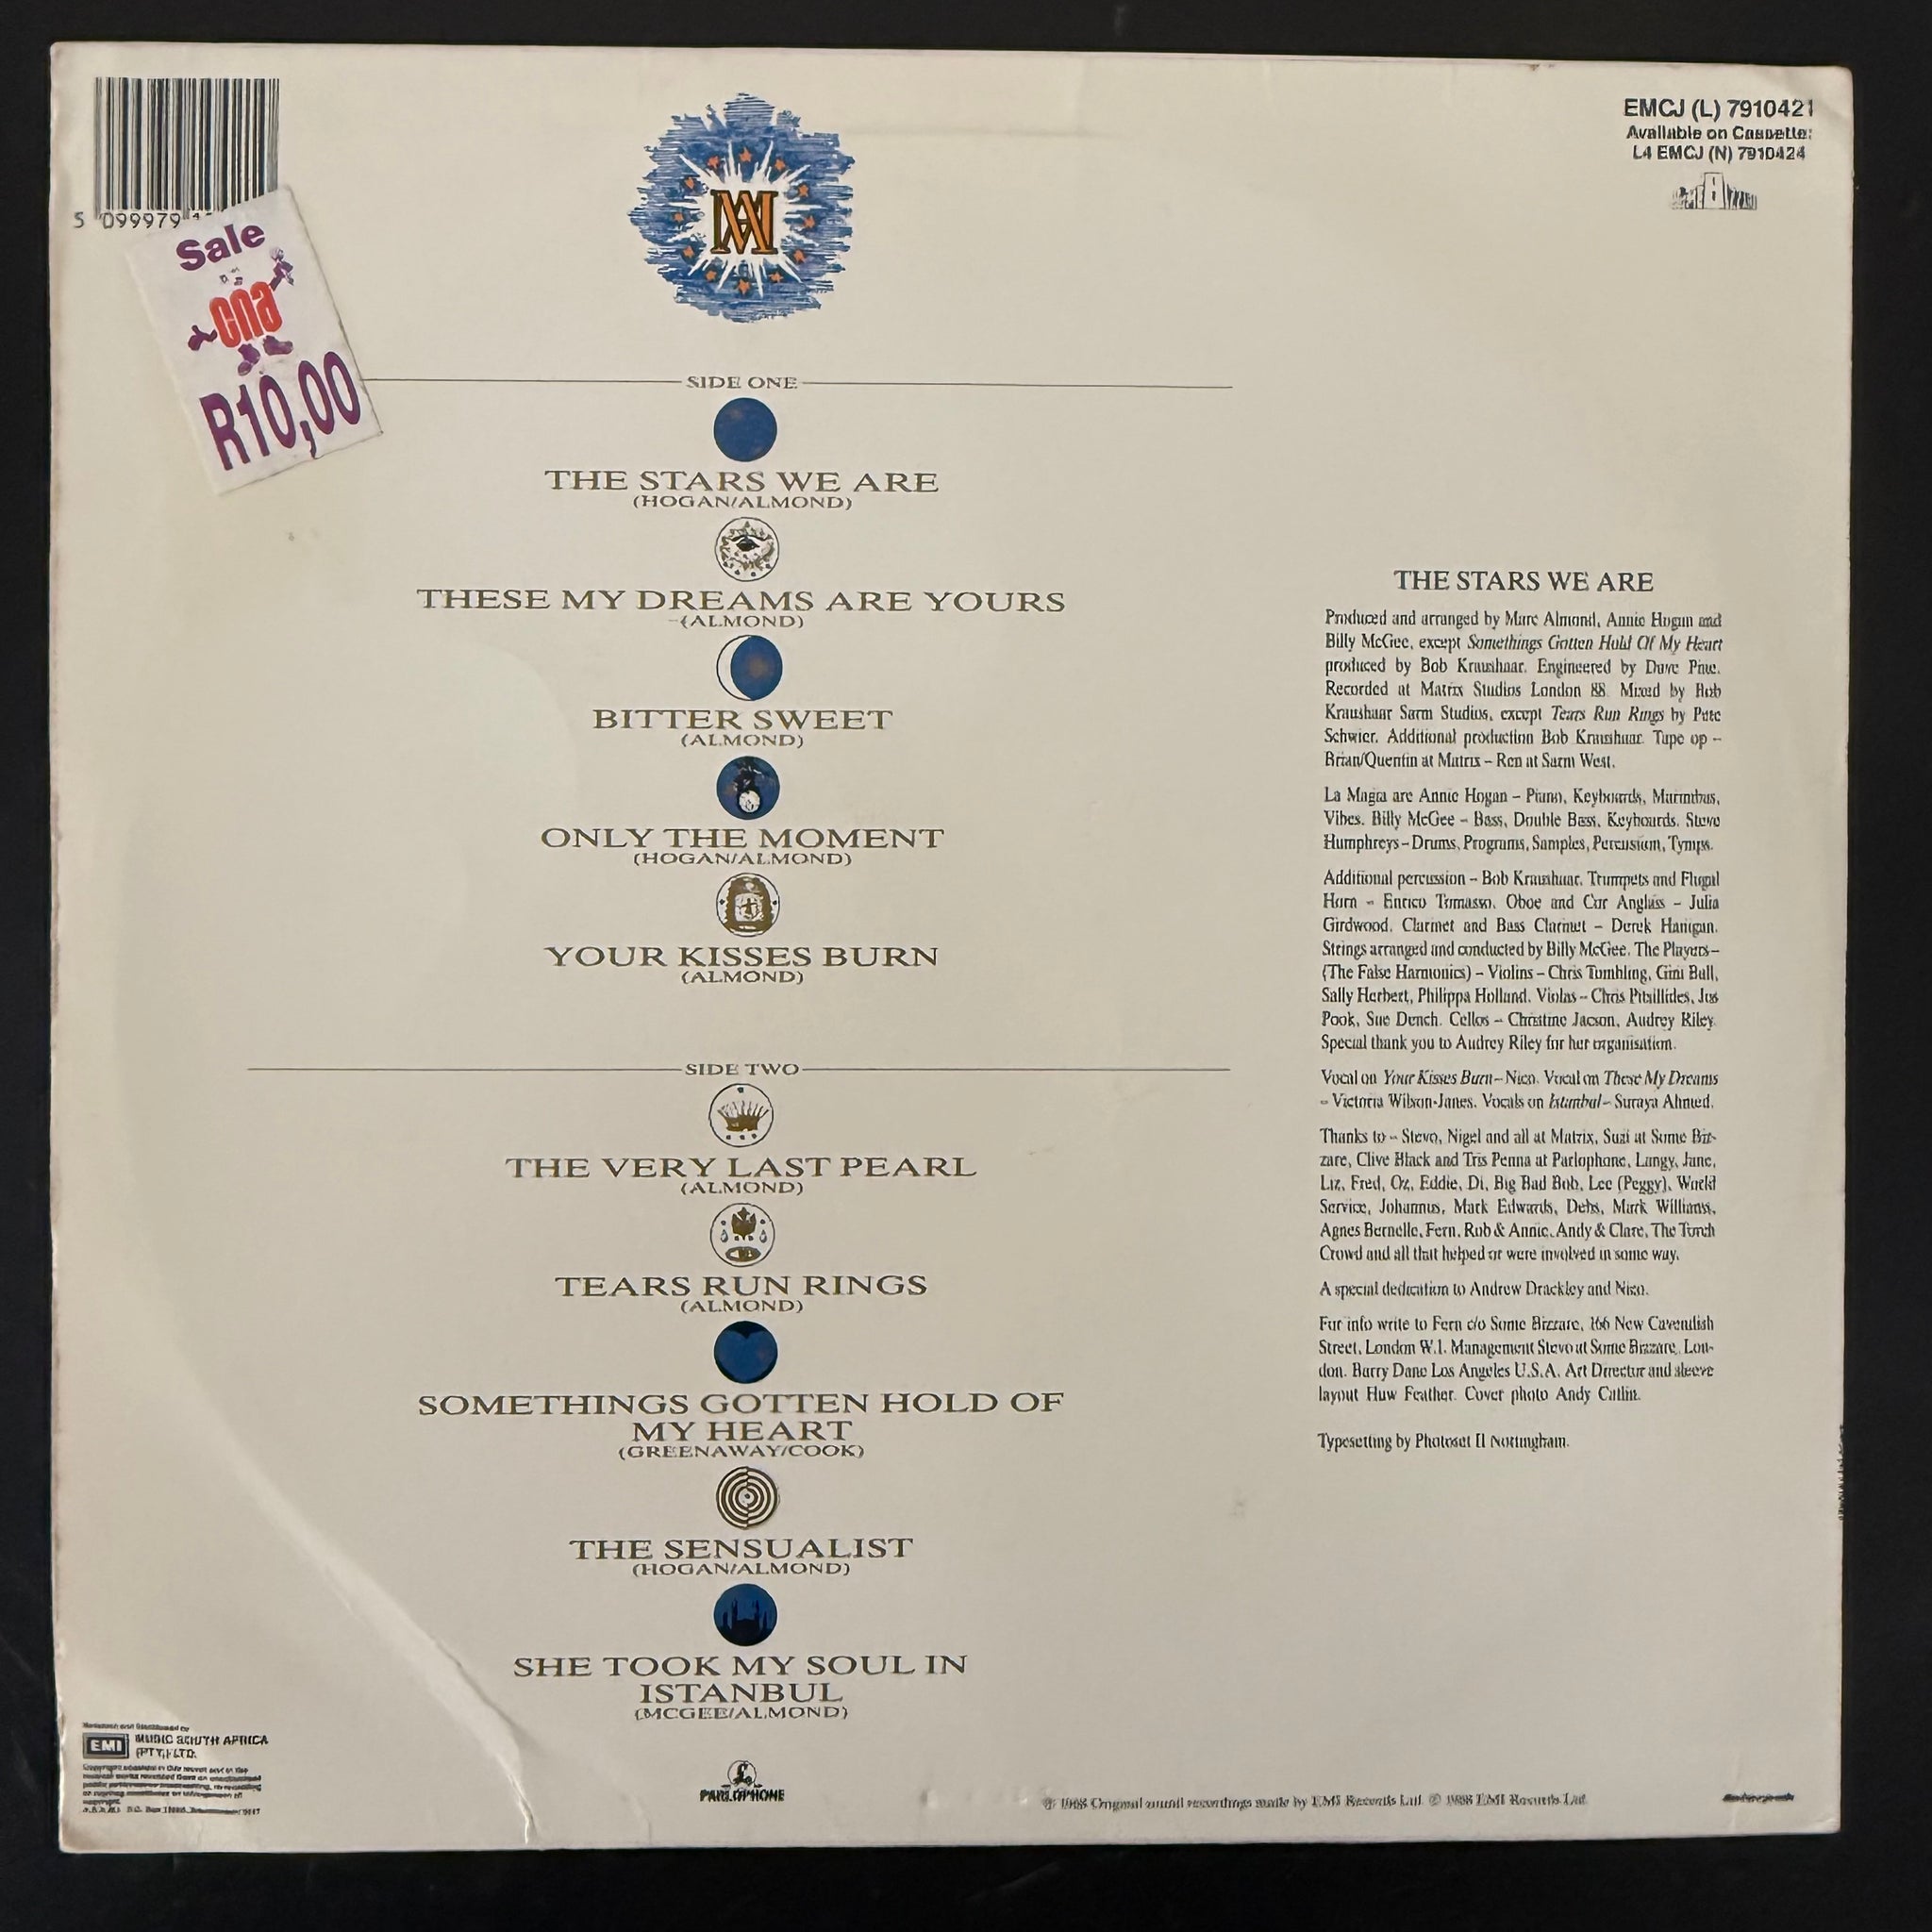 5 099979
Sale
cna
R10,00
MA
EMCJ (L) 7910421
Available on Cassette:
L4 EMCJ (N) 7910424
SIDE ONE
THE STARS WE ARE
(HOGAN/ALMOND)
THESE MY DREAMS ARE YOURS
(ALMOND)
BITTER SWEET
(ALMOND)
ONLY THE MOMENT
(HOGAN/ALMOND)
YOUR KISSES BURN
(ALMOND)
SIDE TWO
THE VERY LAST PEARL
(ALMOND)
TEARS RUN RINGS
(ALMOND)
SOMETHINGS GOTTEN HOLD OF
MY HEART
(GREENAWAY/COOK)
THE SENSUALIST
(HOGAN/ALMOND)
SHE TOOK MY SOUL IN
ISTANBUL
(MCGEE/ALMOND)
THE STARS WE ARE
Produced and arranged by Marc Almond, Annie Hogan and
Billy McGee, except Somethings Gotten Hold Of My Heart
produced by Bob Kraushaar. Engineered by Dave
Recorded at Matrix Studios London 88. Mixed by Bob
Kraushaar Sarm Studios, except Tears Run Rings by Pete
Schwier. Additional production Bob Kraushaar. Tape op –
Brian/Quentin at Matrix – Ren at Sarm West.
La Magia are Annie Hogan – Piano, Keyboards, Marimbas,
Vibes. Billy McGee – Bass, Double Bass, Keyboards. Steve
Humphreys – Drums, Programs, Samples, Percussion, Tymps.
Additional percussion – Bob Kraushaar. Trumpets and Flugal
Horn – Enrico Tomasso. Oboe and Cor Anglais – Julia
Girdwood. Clarinet and Bass Clarinet – Derek Hanigan.
Strings arranged and conducted by Billy McGee. The Players –
(The False Harmonics) – Violins – Chris Tombling, Gini Ball,
Sally Herbert, Philippa Holland. Violas – Chris Jos
Pook, Sue Dench. Cellos – Christine Jacson, Audrey Riley.
Special thank you to Audrey Riley for her organisation.
Vocal on Your Kisses Burn – Nico. Vocal on These My Dreams
– Victoria Wilson-Janes. Vocals on Istanbul – Suraya Ahmed.
Thanks to – Stevo, Nigel and all at Matrix, Suzi at Some Biz-
zare, Clive Black and Tris Penna at Parlophone, Lungy, Jane,
Liz, Fred, Oz, Eddie, Di, Big Bad Bob, Lee (Peggy), World
Service, Johannus, Mark Edwards, Debs, Mark Williams,
Agnes Bernelle, Fern, Rob & Annie, Andy & Clare, The Torch
Crowd and all that helped or were involved in some way.
A special dedication to Andrew Drackley and Nico.
For info write to Fern c/o Some Bizzare, 166 New Cavendish
Street, London W.1. Management Stevo at Some Bizzare, Lon-
don. Barry Dane Los Angeles U.S.A. Art Director and sleeve
layout Huw Feather. Cover photo Andy Catlin.
Typesetting by Photoset II Nottingham.
EMI MUSIC SOUTH AFRICA
(PTY.) LTD.
PARLOPHONE
℗ 1988 Original sound recordings made by EMI Records Ltd. © 1988 EMI Records Ltd.